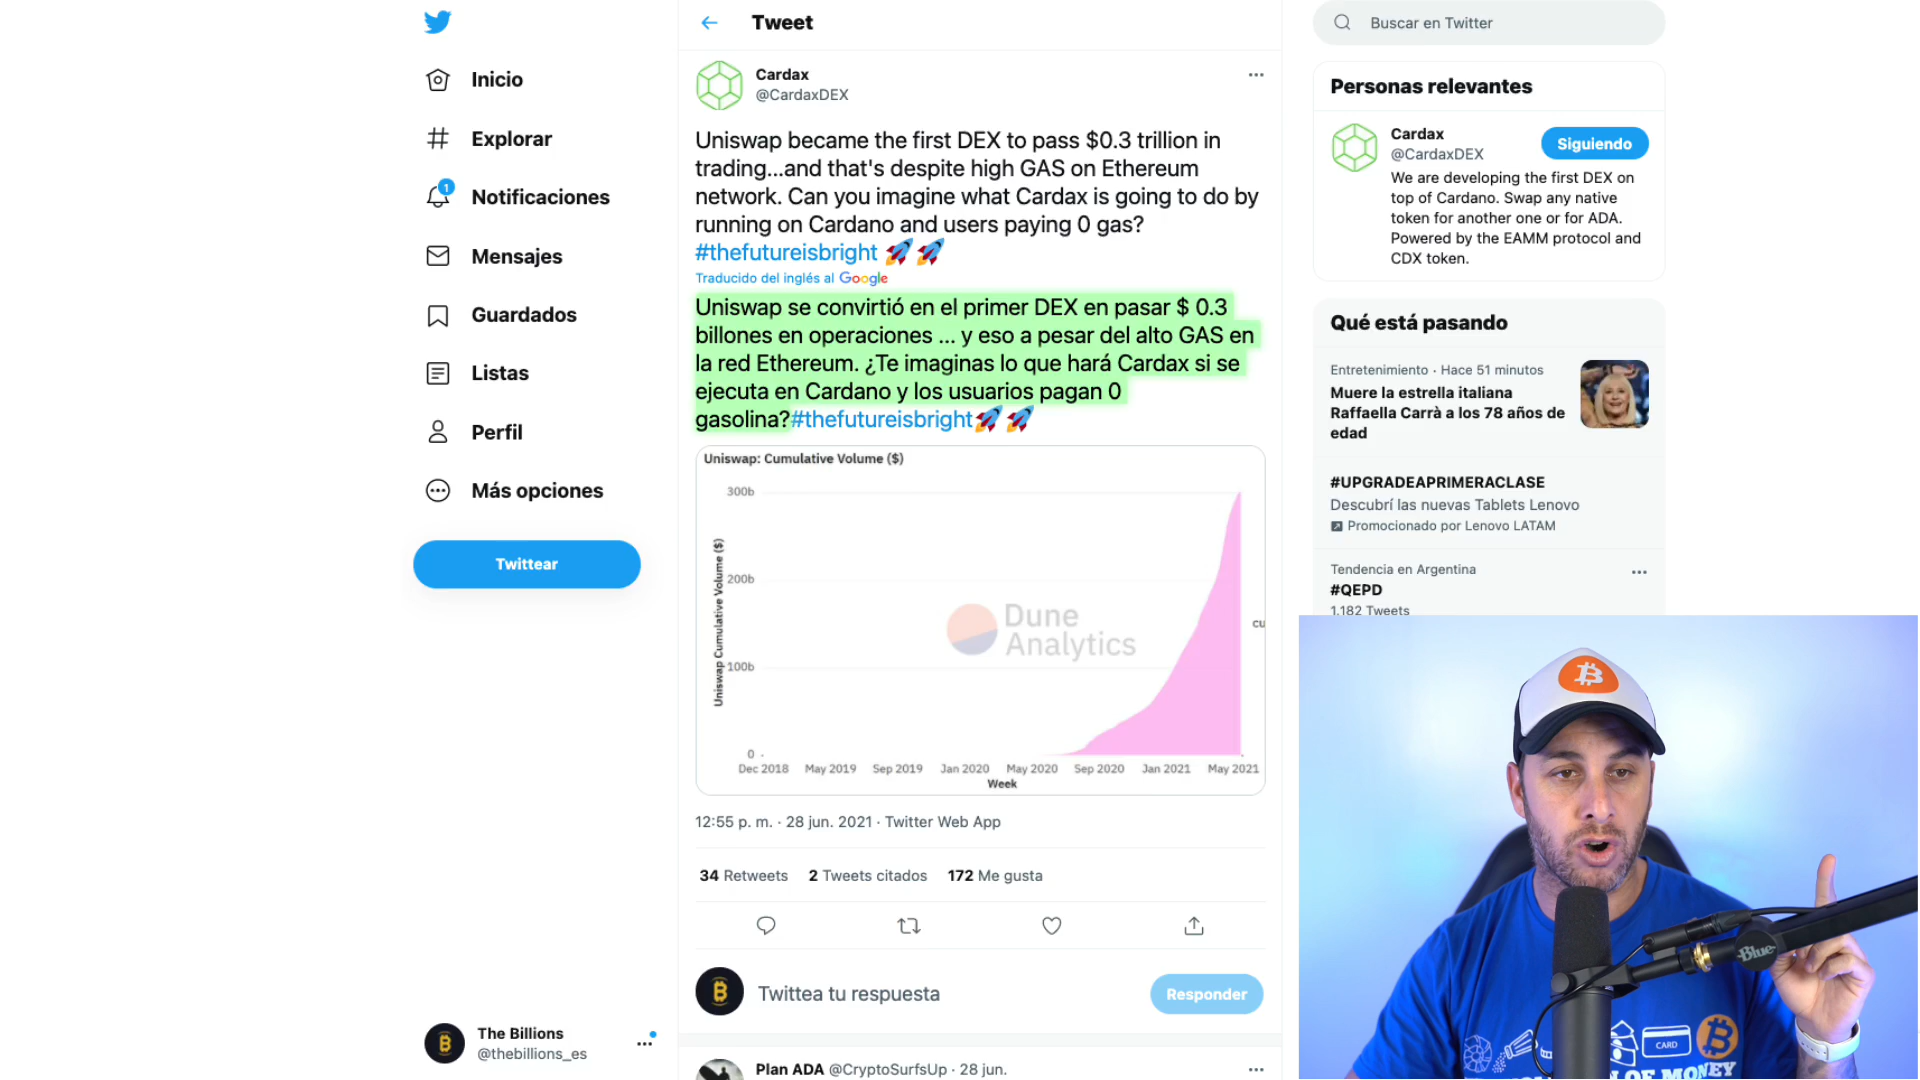 Inicio
Explorar
1
Notificaciones
Mensajes
Guardados
Listas
Perfil
Más opciones
Twittear
The Billions
@thebillions_es
Tweet
Cardax
@CardaxDEX
Uniswap became the first DEX to pass $0.3 trillion in
trading...and that's despite high GAS on Ethereum
network. Can you imagine what Cardax is going to do by
running on Cardano and users paying 0 gas?
#thefutureisbright 🚀🚀
Traducido del inglés al Google
Uniswap se convirtió en el primer DEX en pasar $ 0.3
billones en operaciones ... y eso a pesar del alto GAS en
la red Ethereum. ¿Te imaginas lo que hará Cardax si se
ejecuta en Cardano y los usuarios pagan 0
gasolina?#thefutureisbright🚀🚀
Uniswap: Cumulative Volume ($)
Uniswap Cumulative Volume ($)
300b
200b
100b
0
Dune
Analytics
cu
Dec 2018 May 2019 Sep 2019 Jan 2020 May 2020 Sep 2020 Jan 2021 May 2021
Week
12:55 p. m. · 28 jun. 2021 · Twitter Web App
34 Retweets 2 Tweets citados 172 Me gusta
Twittea tu respuesta
Responder
Plan ADA @CryptoSurfsUp · 28 jun.
Buscar en Twitter
Personas relevantes
Cardax
@CardaxDEX
Siguiendo
We are developing the first DEX on
top of Cardano. Swap any native
token for another one or for ADA.
Powered by the EAMM protocol and
CDX token.
Qué está pasando
Entretenimiento · Hace 51 minutos
Muere la estrella italiana
Raffaella Carrà a los 78 años de
edad
#UPGRADEAPRIMERACLASE
Descubrí las nuevas Tablets Lenovo
Promocionado por Lenovo LATAM
Tendencia en Argentina
#QEPD
1.182 Tweets
Blue
CARD
OF MONEY